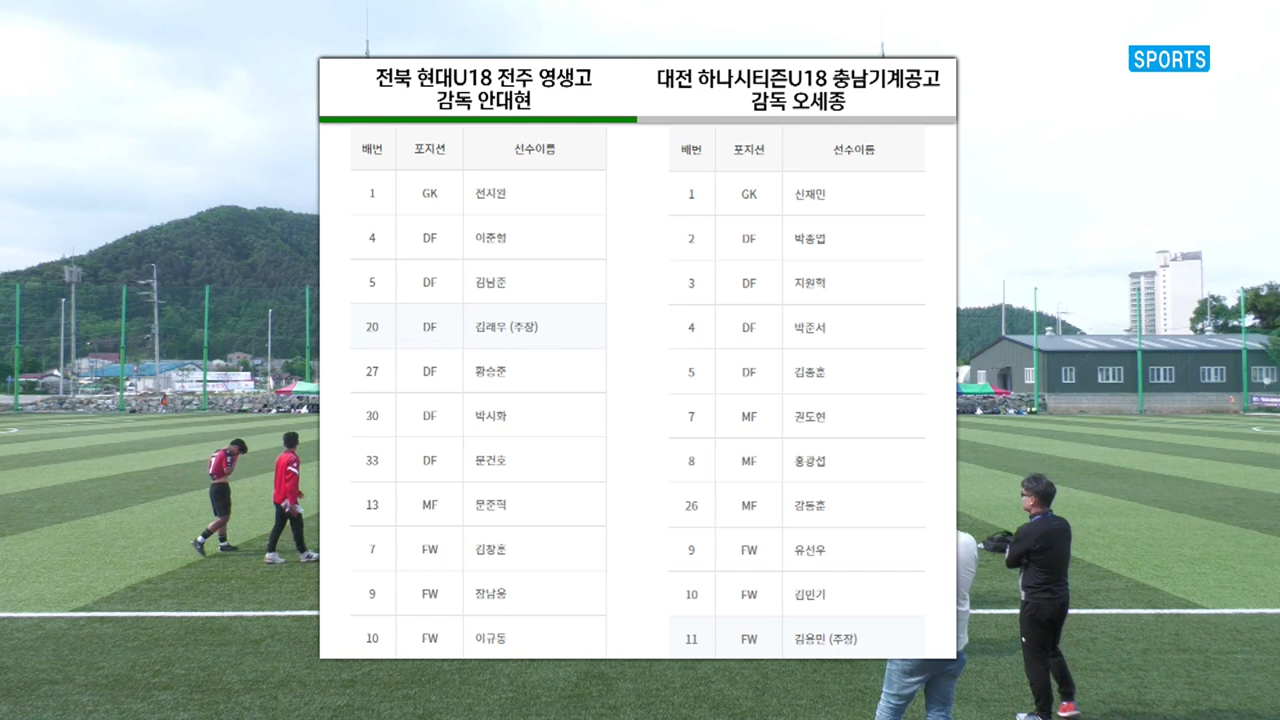 SPORTS
전북 현대U18 전주 영생고
감독 안대현
대전 하나시티즌U18 충남기계공고
감독 오세종
배번 포지션 선수이름
1 GK 전지완
4 DF 이준형
5 DF 김남준
20 DF 김래우 (주장)
27 DF 황승준
30 DF 박시화
33 DF 문건호
13 MF 문준혁
7 FW 김창훈
9 FW 장남웅
10 FW 이규동
배번 포지션 선수이름
1 GK 신재민
2 DF 박종엽
3 DF 지원혁
4 DF 박준서
5 DF 김종훈
7 MF 권도현
8 MF 홍광섭
26 MF 강동훈
9 FW 유선우
10 FW 김민기
11 FW 김용민 (주장)